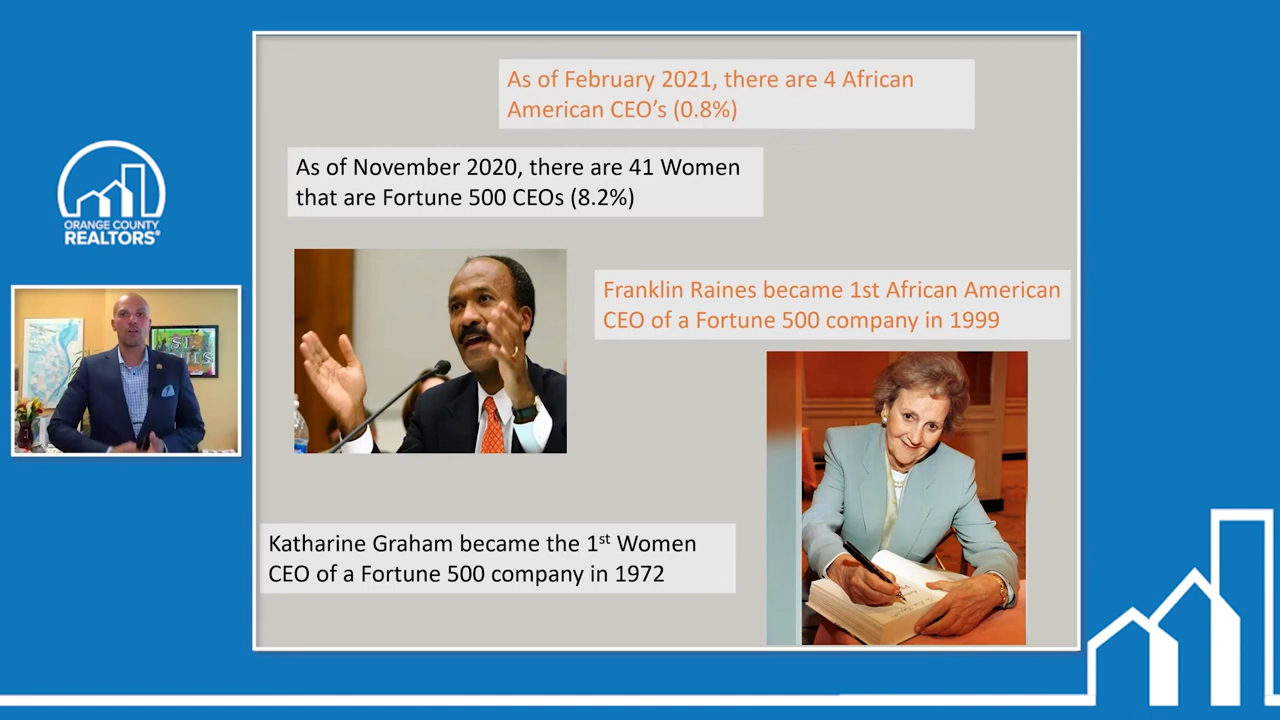 As of February 2021, there are 4 African
American CEO’s (0.8%)
As of November 2020, there are 41 Women
that are Fortune 500 CEOs (8.2%)
ORANGE COUNTY
REALTORS®
Franklin Raines became 1st African American
CEO of a Fortune 500 company in 1999
Katharine Graham became the 1st Women
CEO of a Fortune 500 company in 1972